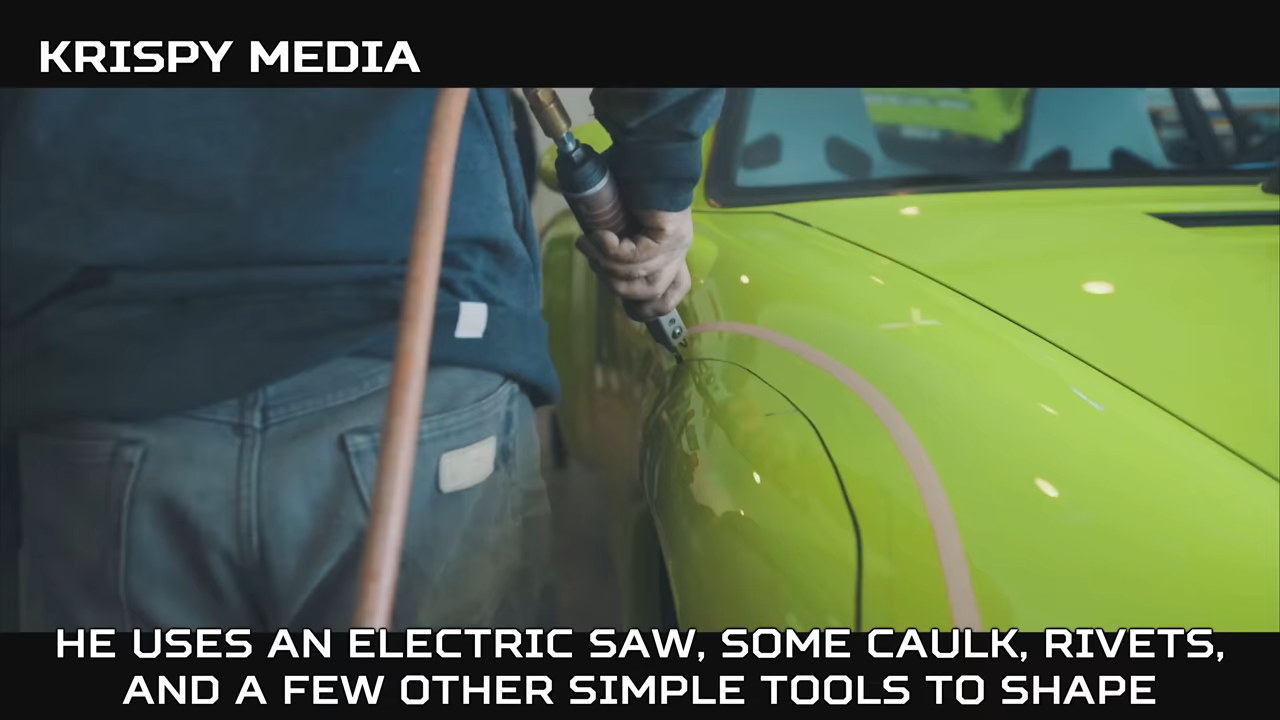 KRISPY MEDIA
HE USES AN ELECTRIC SAW, SOME CAULK, RIVETS,
AND A FEW OTHER SIMPLE TOOLS TO SHAPE